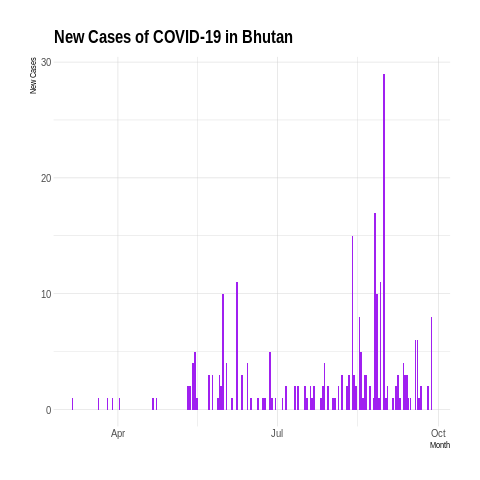 New Cases of COVID-19 in Bhutan
New Cases
30
20
10
0
Apr
Jul
Oct
Month